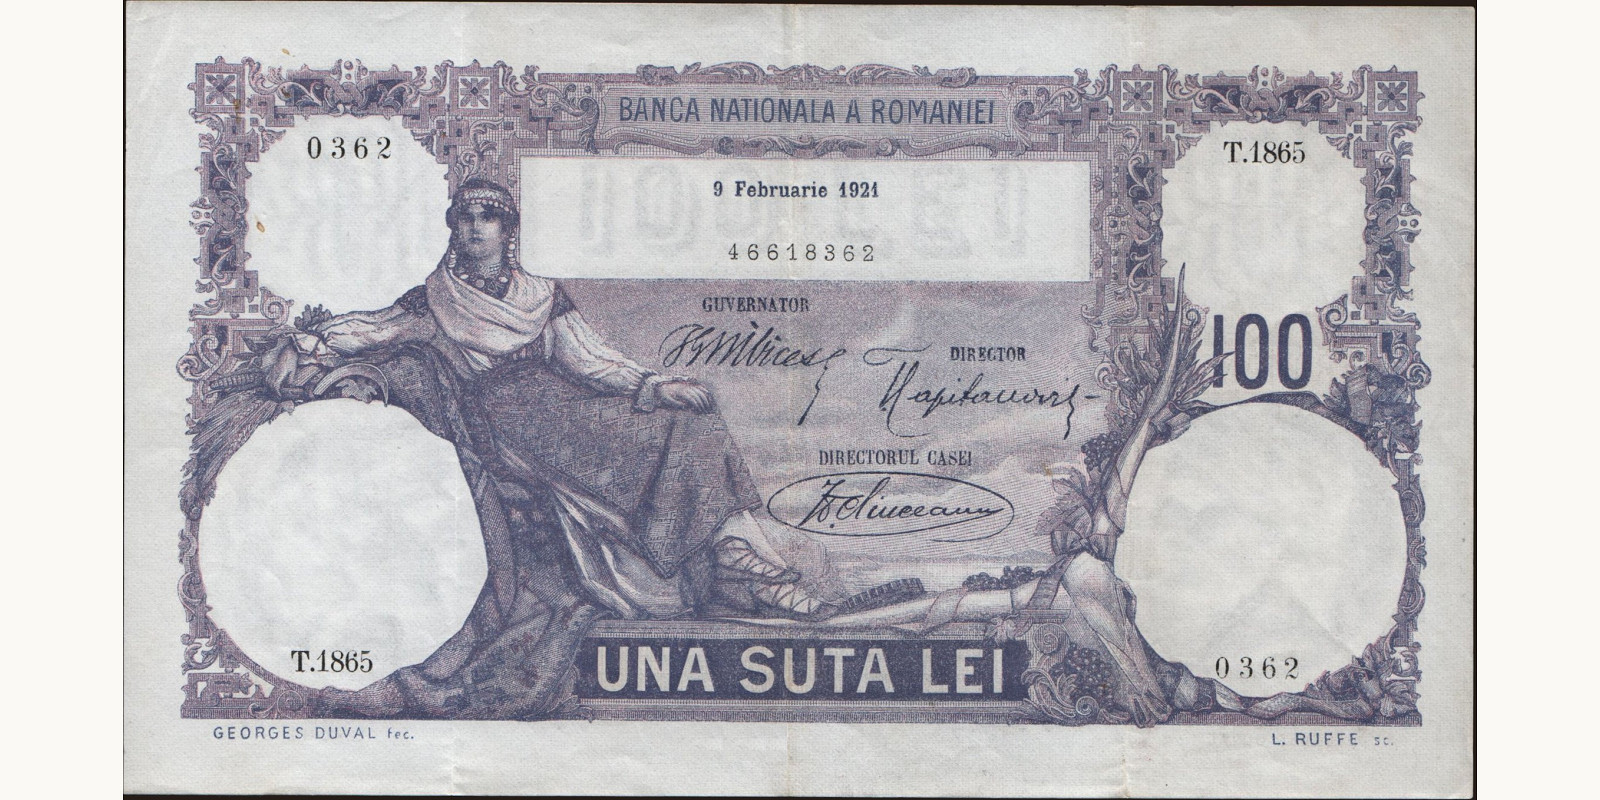 BANCA NATIONALA A ROMANIEI
0362
T.1865
9 Februarie 1921
46618362
GUVERNATOR
100
DIRECTOR
DIRECTORUL CASEI
T.1865
UNA SUTA LEI
0362
GEORGES DUVAL fec.
L. RUFFE sc.